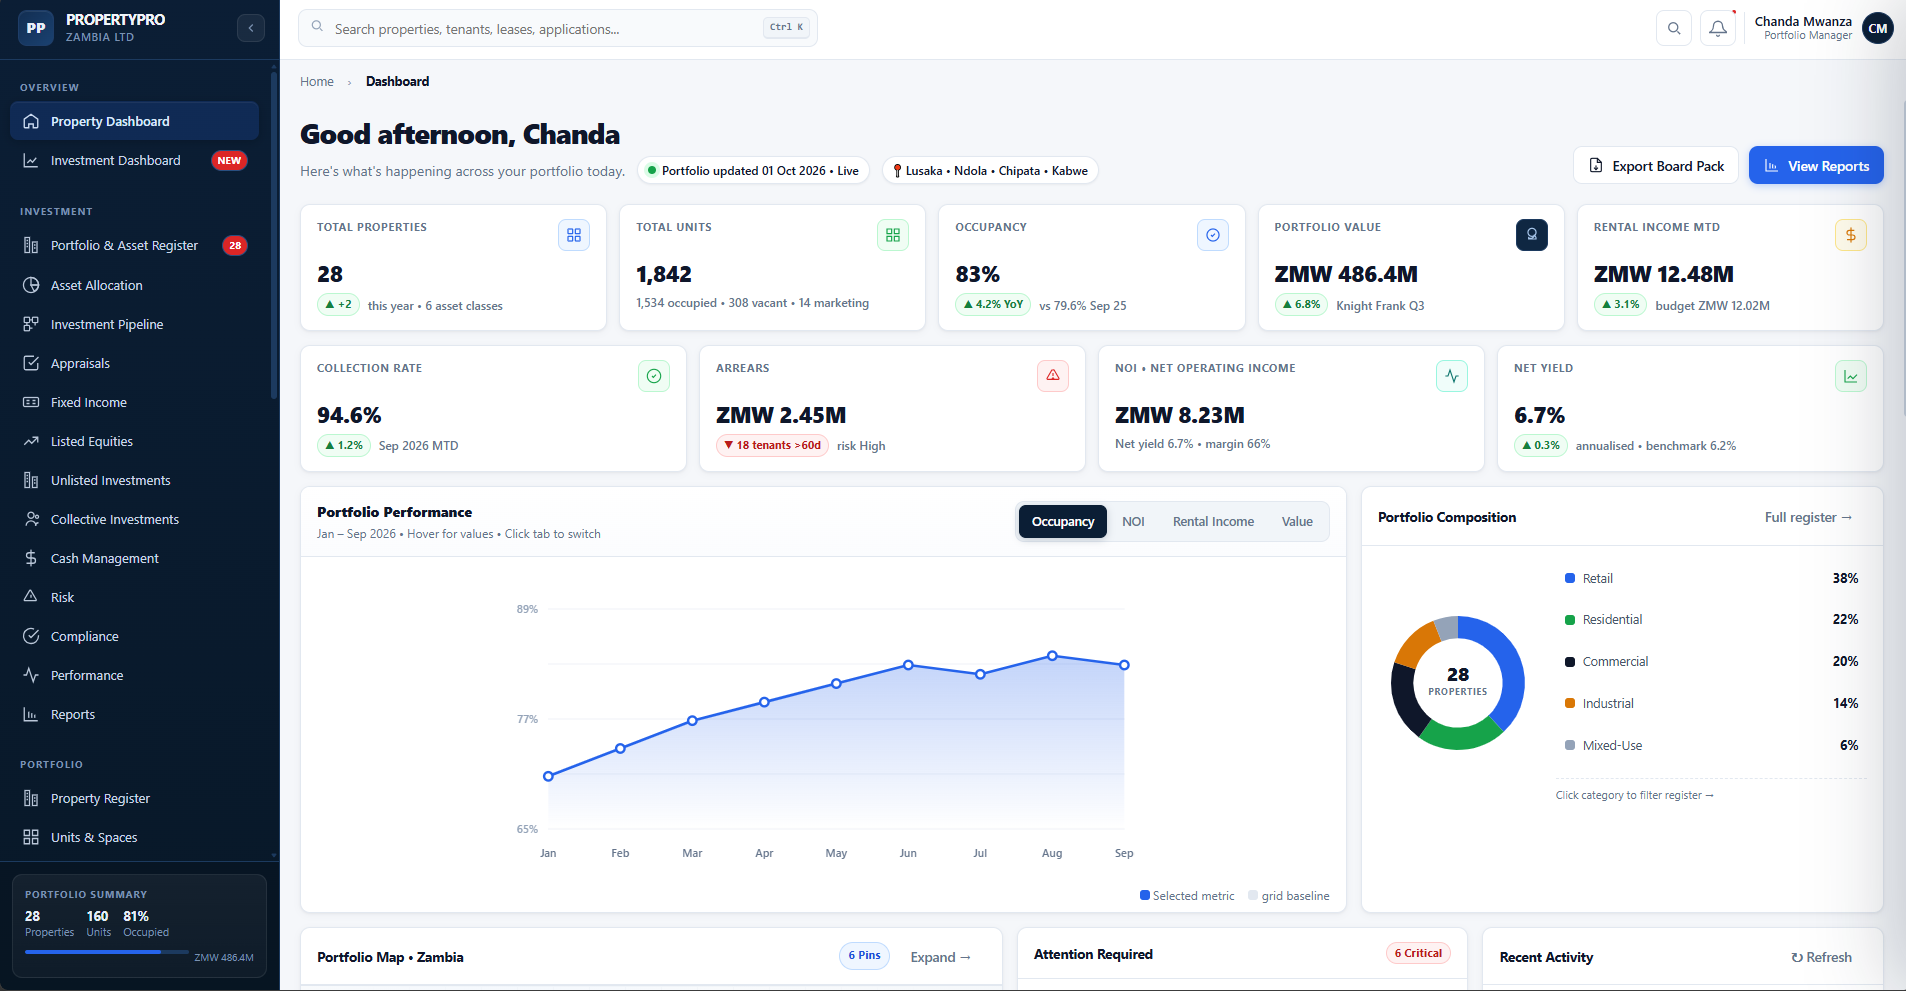 PP
PROPERTYPRO
ZAMBIA LTD
OVERVIEW
Property Dashboard
Investment Dashboard NEW
INVESTMENT
Portfolio & Asset Register 28
Asset Allocation
Investment Pipeline
Appraisals
Fixed Income
Listed Equities
Unlisted Investments
Collective Investments
Cash Management
Risk
Compliance
Performance
Reports
PORTFOLIO
Property Register
Units & Spaces
PORTFOLIO SUMMARY
28 160 81%
Properties Units Occupied
ZMW 486.4M
Search properties, tenants, leases, applications... Ctrl K
Chanda Mwanza
Portfolio Manager
CM
Home › Dashboard
Good afternoon, Chanda
Here's what's happening across your portfolio today.
Portfolio updated 01 Oct 2026 • Live
Lusaka • Ndola • Chipata • Kabwe
Export Board Pack
View Reports
TOTAL PROPERTIES
28
▲ +2 this year • 6 asset classes
TOTAL UNITS
1,842
1,534 occupied • 308 vacant • 14 marketing
OCCUPANCY
83%
▲ 4.2% YoY vs 79.6% Sep 25
PORTFOLIO VALUE
ZMW 486.4M
▲ 6.8% Knight Frank Q3
RENTAL INCOME MTD
ZMW 12.48M
▲ 3.1% budget ZMW 12.02M
COLLECTION RATE
94.6%
▲ 1.2% Sep 2026 MTD
ARREARS
ZMW 2.45M
▼ 18 tenants >60d risk High
NOI • NET OPERATING INCOME
ZMW 8.23M
Net yield 6.7% • margin 66%
NET YIELD
6.7%
▲ 0.3% annualised • benchmark 6.2%
Portfolio Performance
Jan – Sep 2026 • Hover for values • Click tab to switch
Occupancy NOI Rental Income Value
89%
77%
65%
Jan Feb Mar Apr May Jun Jul Aug Sep
Selected metric grid baseline
Portfolio Composition
Full register →
28
PROPERTIES
Retail 38%
Residential 22%
Commercial 20%
Industrial 14%
Mixed-Use 6%
Click category to filter register →
Portfolio Map • Zambia
6 Pins
Expand →
Attention Required
6 Critical
Recent Activity
↻ Refresh